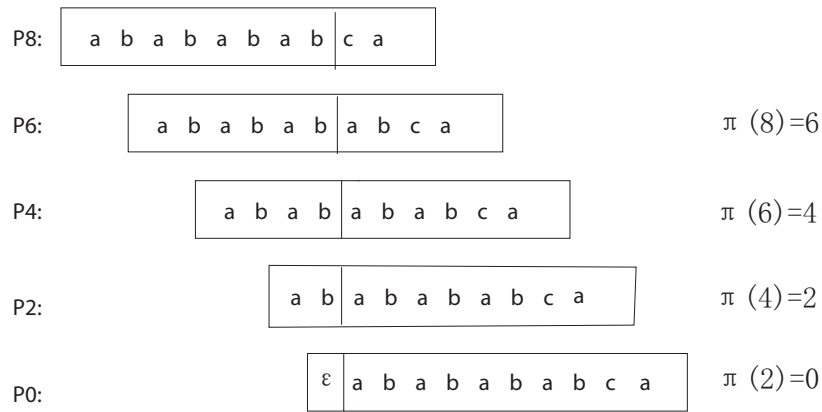 P8: a b a b a b a b c a
P6: a b a b a b a b c a π (8)=6
P4: a b a b a b a b c a π (6)=4
P2: a b a b a b a b c a π (4)=2
P0: ε a b a b a b a b c a π (2)=0